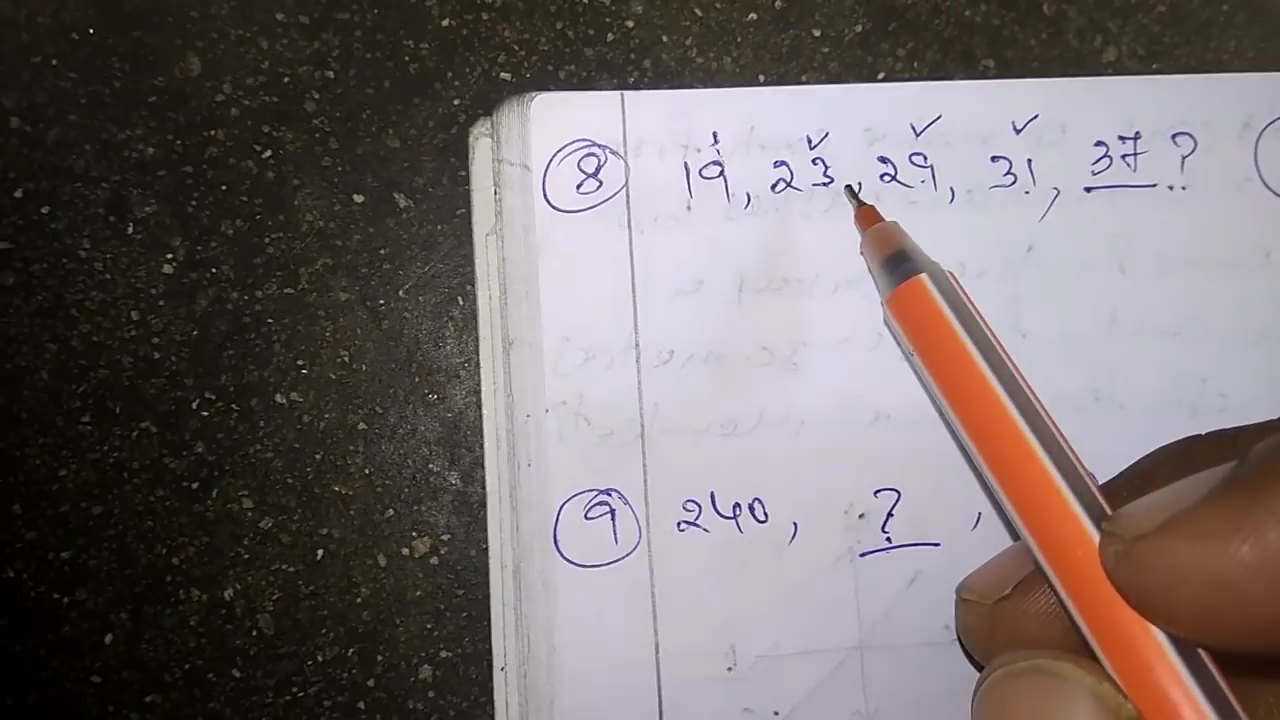 8 19, 23, 29, 31, 37 ?
9 240, ? ,